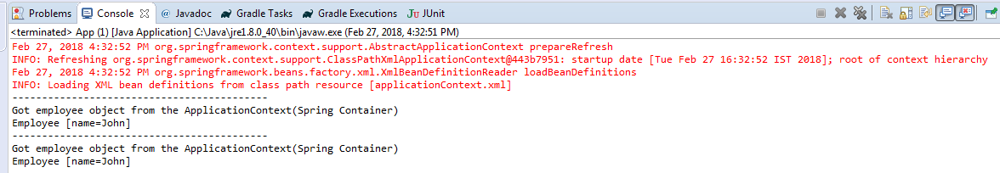 Problems Console @ Javadoc Gradle Tasks Gradle Executions JUnit
<terminated> App (1) [Java Application] C:\Java\jre1.8.0_40\bin\javaw.exe (Feb 27, 2018, 4:32:51 PM)
Feb 27, 2018 4:32:52 PM org.springframework.context.support.AbstractApplicationContext prepareRefresh
INFO: Refreshing org.springframework.context.support.ClassPathXmlApplicationContext@443b7951: startup date [Tue Feb 27 16:32:52 IST 2018]; root of context hierarchy
Feb 27, 2018 4:32:52 PM org.springframework.beans.factory.xml.XmlBeanDefinitionReader loadBeanDefinitions
INFO: Loading XML bean definitions from class path resource [applicationContext.xml]
-------------------------------------------
Got employee object from the ApplicationContext(Spring Container)
Employee [name=John]
-------------------------------------------
Got employee object from the ApplicationContext(Spring Container)
Employee [name=John]